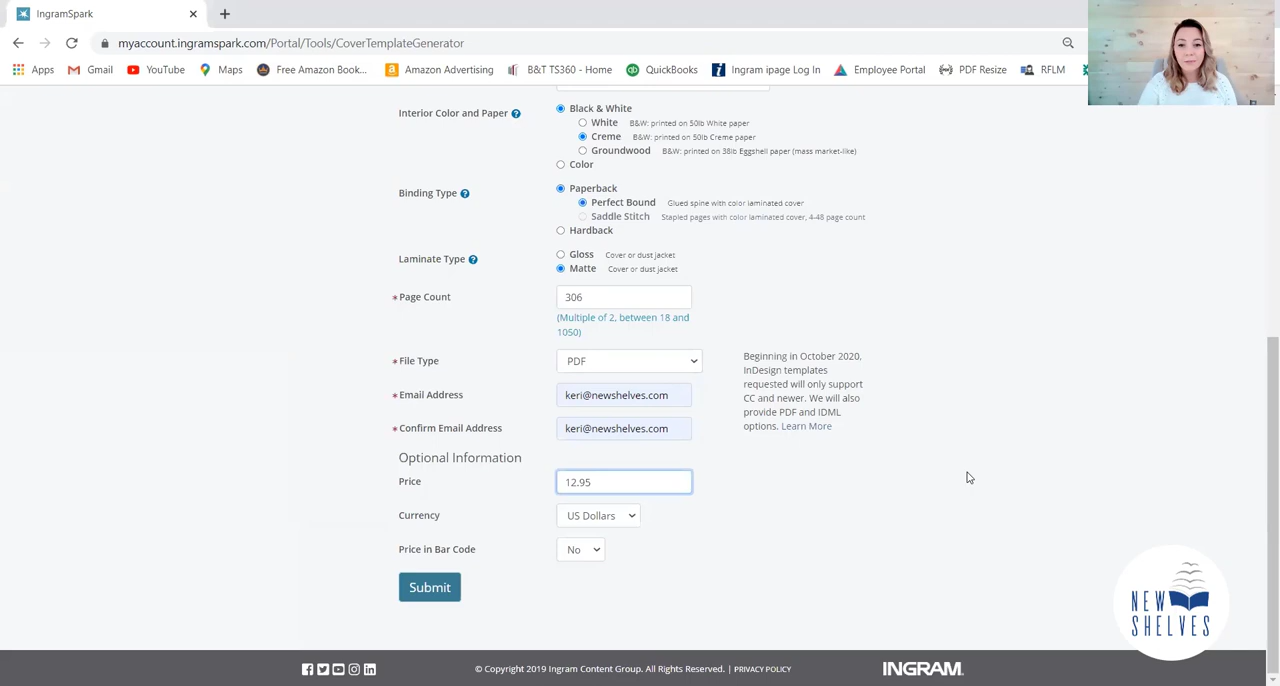 IngramSpark
myaccount.ingramspark.com/Portal/Tools/CoverTemplateGenerator
Apps Gmail YouTube Maps Free Amazon Book... Amazon Advertising B&T TS360 - Home QuickBooks Ingram ipage Log In Employee Portal PDF Resize RFLM
Interior Color and Paper
Black & White
White B&W: printed on 50lb White paper
Creme B&W: printed on 50lb Creme paper
Groundwood B&W: printed on 38lb Eggshell paper (mass market-like)
Color
Binding Type
Paperback
Perfect Bound Glued spine with color laminated cover
Saddle Stitch Stapled pages with color laminated cover, 4-48 page count
Hardback
Laminate Type
Gloss Cover or dust jacket
Matte Cover or dust jacket
*Page Count 306
(Multiple of 2, between 18 and
1050)
*File Type PDF
Beginning in October 2020,
InDesign templates
requested will only support
CC and newer. We will also
provide PDF and IDML
options. Learn More
*Email Address keri@newshelves.com
*Confirm Email Address keri@newshelves.com
Optional Information
Price 12.95
Currency US Dollars
Price in Bar Code No
Submit
NEW
SHELVES
© Copyright 2019 Ingram Content Group. All Rights Reserved. | PRIVACY POLICY
INGRAM